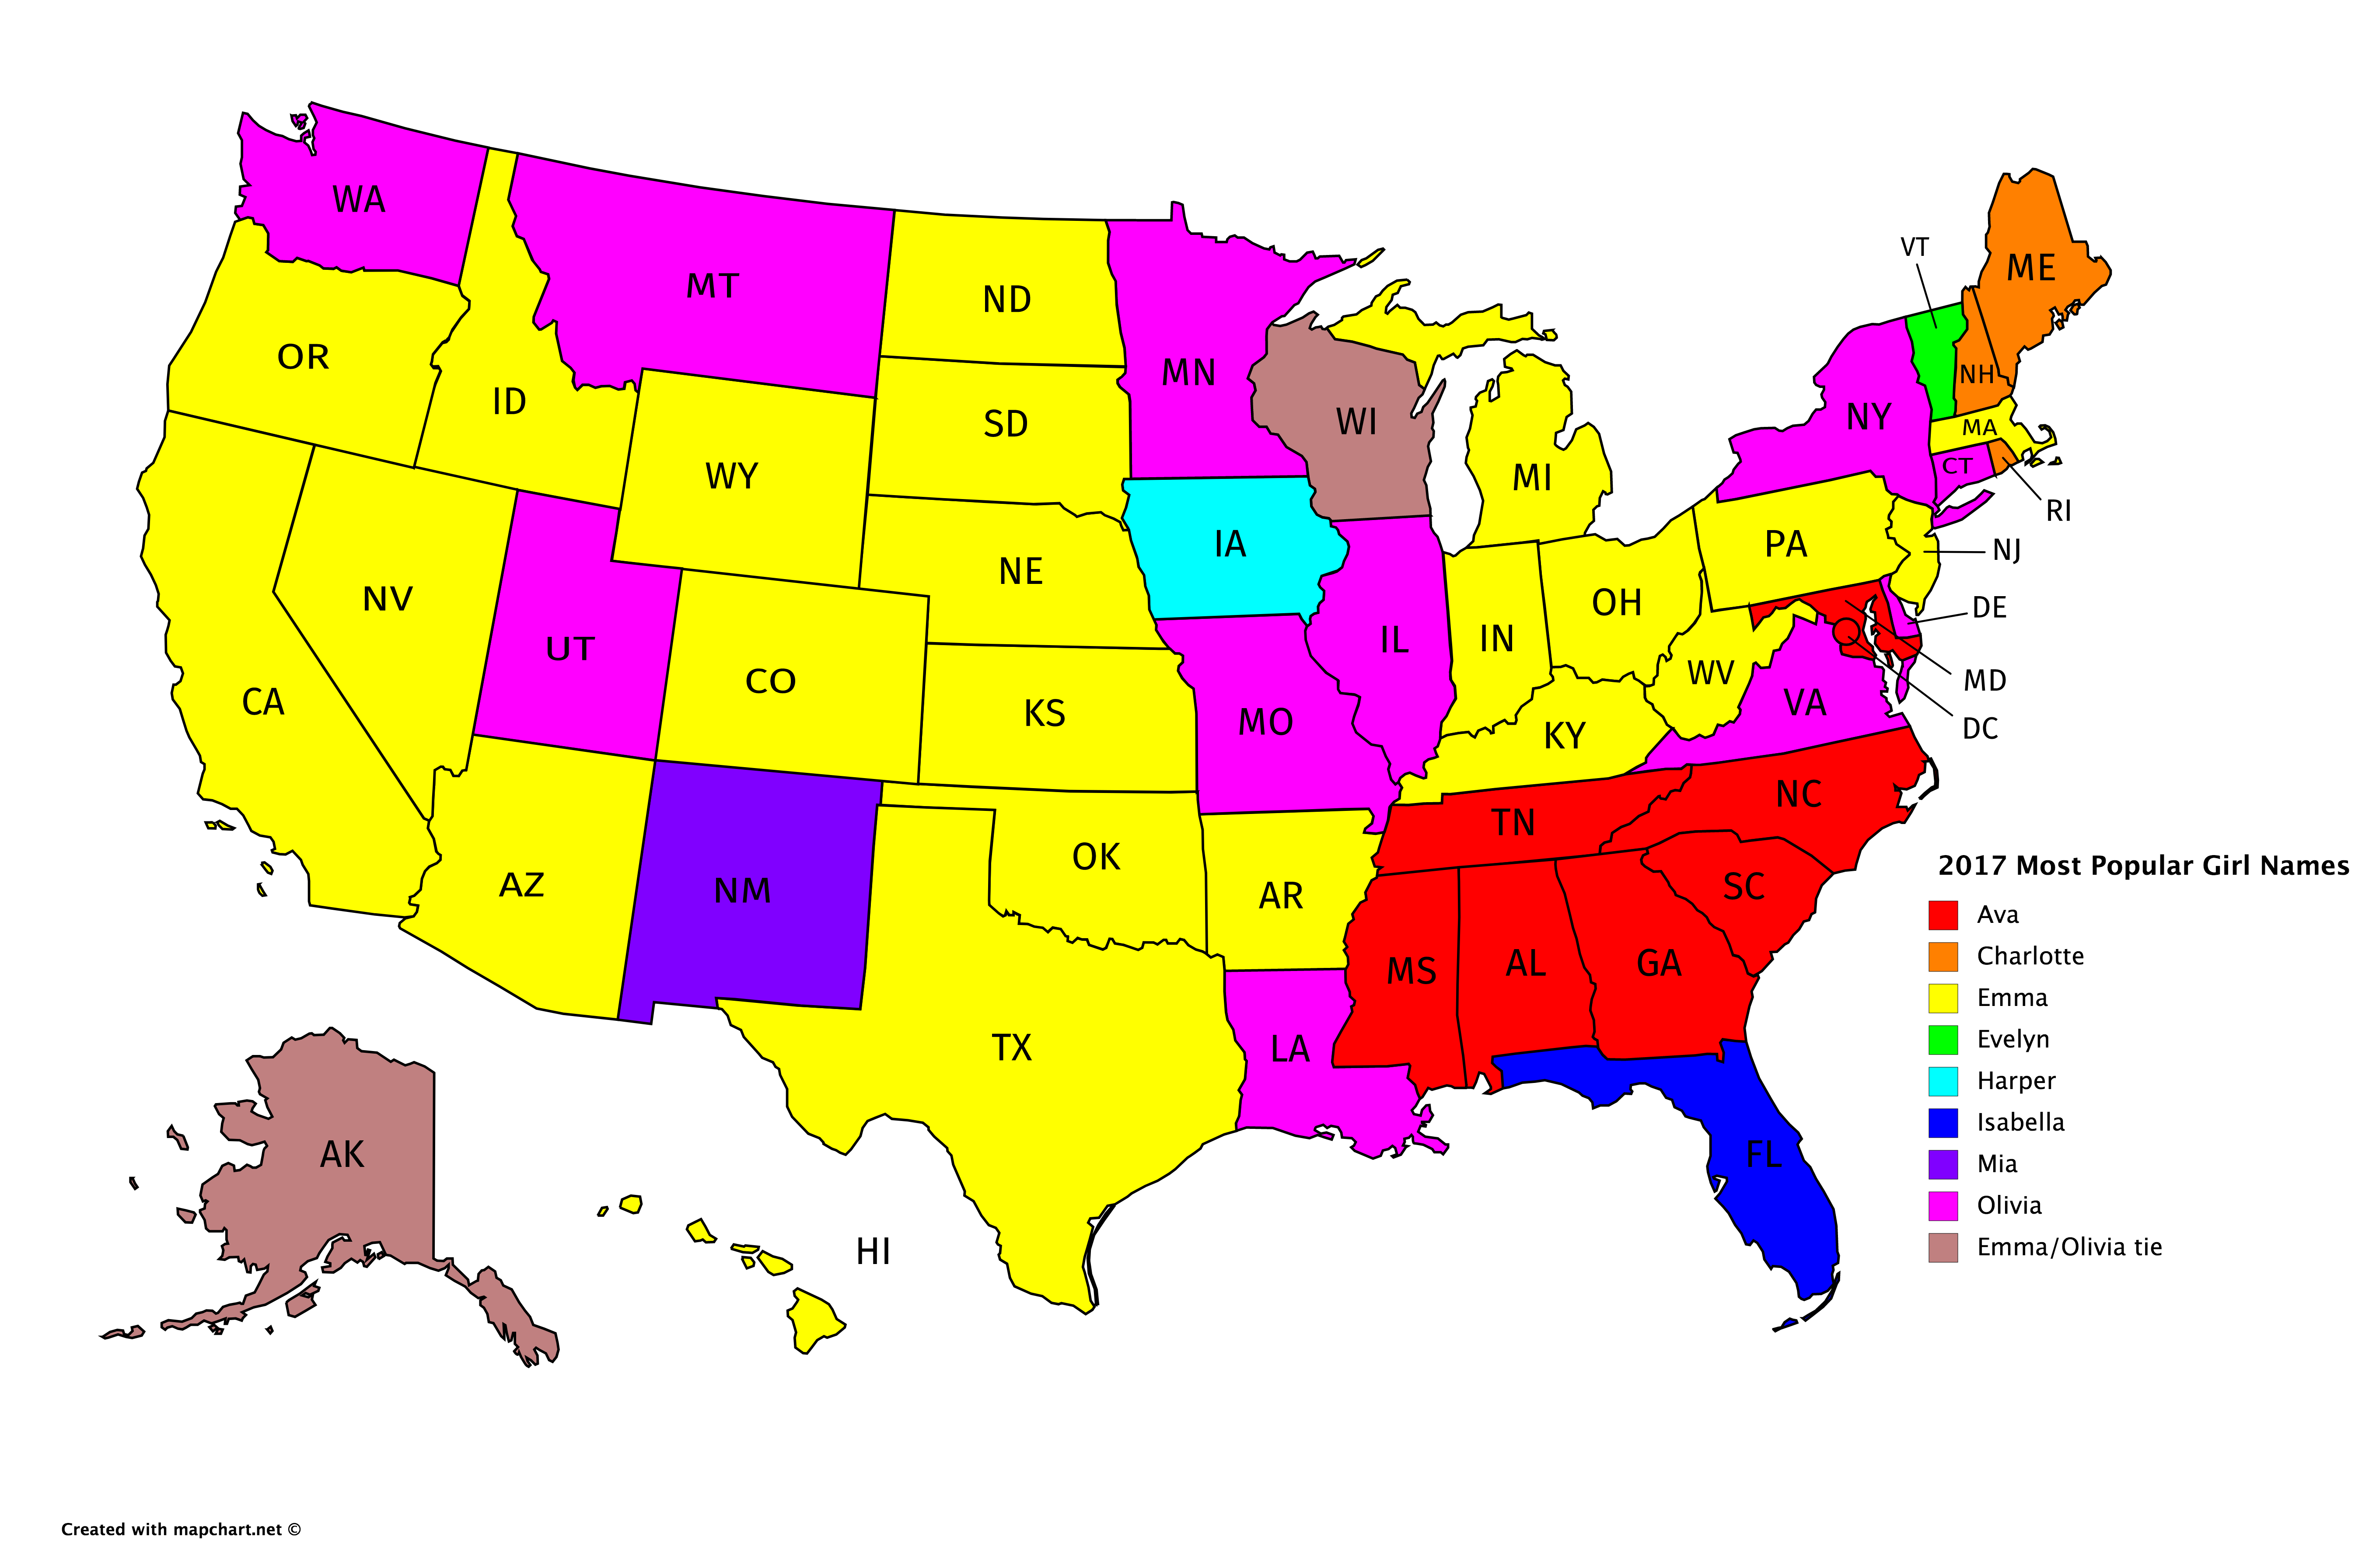 WA
MT
ND
MN
VT
ME
OR
ID
SD
WI
NH
NY
MA
WY
MI
CT
RI
IA
PA
NJ
NE
NV
OH
DE
UT
IN
IL
CO
WV
MD
CA
KS
MO
VA
DC
KY
NC
TN
OK
2017 Most Popular Girl Names
AZ
NM
AR
SC
Ava
Charlotte
MS
AL
GA
Emma
Evelyn
TX
LA
Harper
Isabella
AK
FL
Mia
Olivia
HI
Emma/Olivia tie
Created with mapchart.net ©